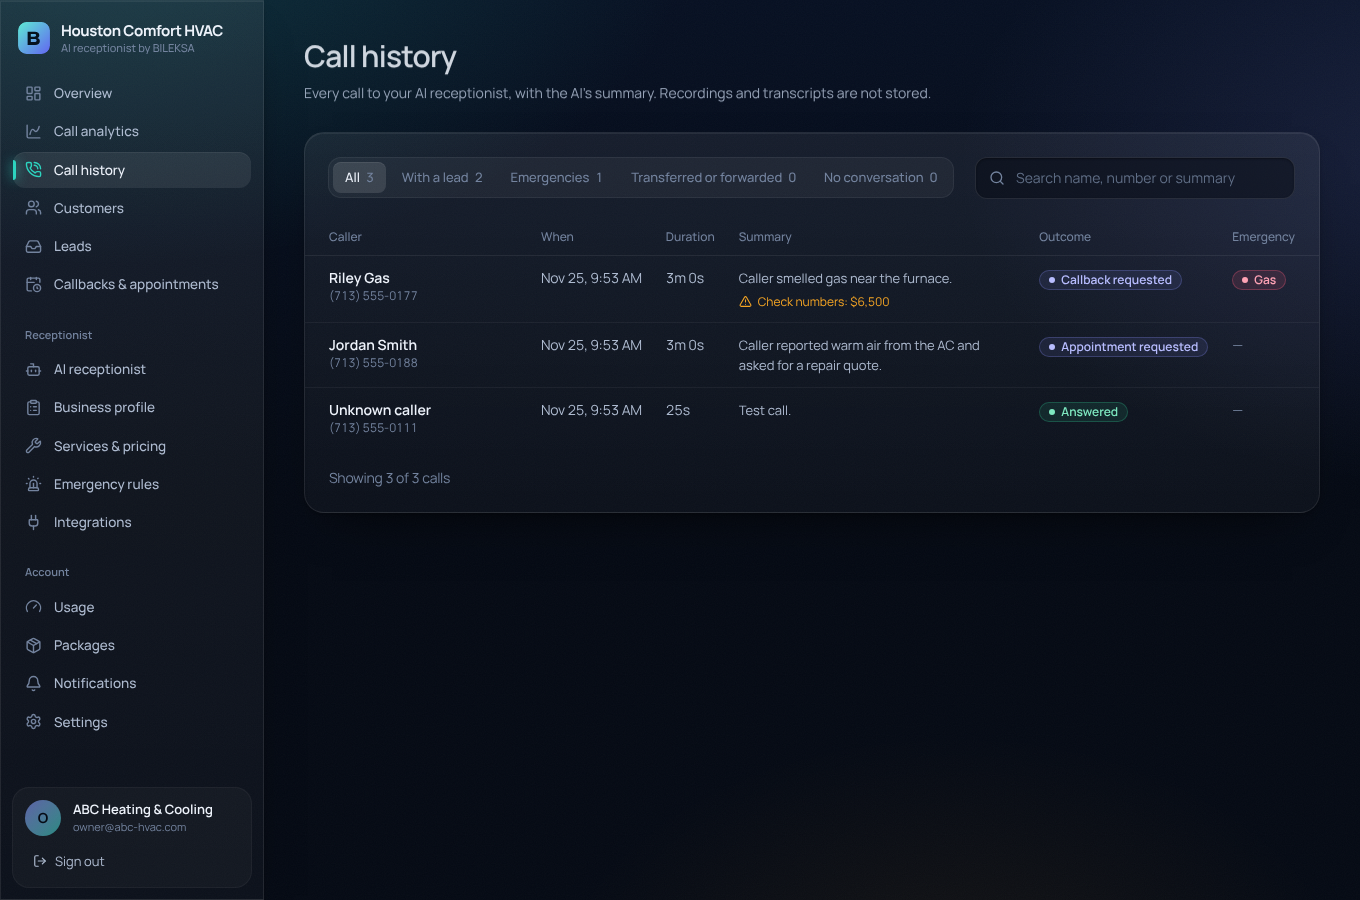 B
Houston Comfort HVAC
AI receptionist by BILEKSA
Overview
Call analytics
Call history
Customers
Leads
Callbacks & appointments
Receptionist
AI receptionist
Business profile
Services & pricing
Emergency rules
Integrations
Account
Usage
Packages
Notifications
Settings
O
ABC Heating & Cooling
owner@abc-hvac.com
Sign out
Call history
Every call to your AI receptionist, with the AI's summary. Recordings and transcripts are not stored.
All 3 With a lead 2 Emergencies 1 Transferred or forwarded 0 No conversation 0
Search name, number or summary
Caller When Duration Summary Outcome Emergency
Riley Gas Nov 25, 9:53 AM 3m 0s Caller smelled gas near the furnace. Callback requested Gas
(713) 555-0177 Check numbers: $6,500
Jordan Smith Nov 25, 9:53 AM 3m 0s Caller reported warm air from the AC and Appointment requested —
(713) 555-0188 asked for a repair quote.
Unknown caller Nov 25, 9:53 AM 25s Test call. Answered —
(713) 555-0111
Showing 3 of 3 calls